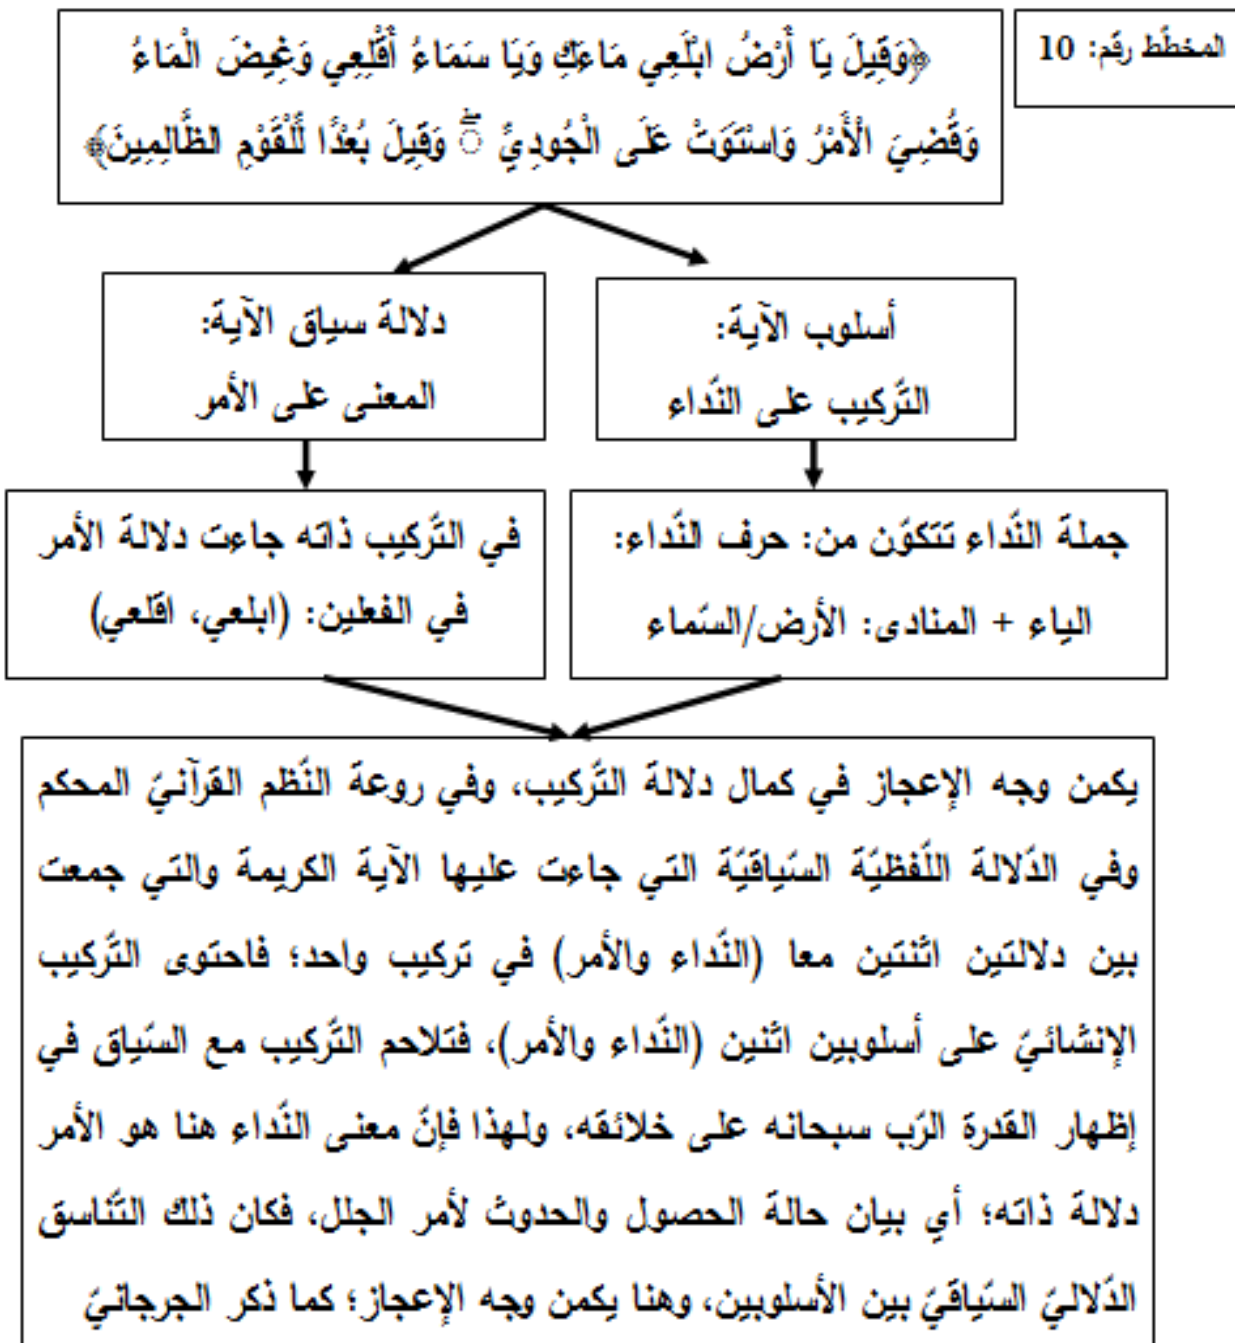 المخطّط رقم: 10
﴿وَقِيلَ يَا أَرْضُ ابْلَعِي مَاءَكِ وَيَا سَمَاءُ أَقْلِعِي وَغِيضَ الْمَاءُ
وَقُضِيَ الْأَمْرُ وَاسْتَوَتْ عَلَى الْجُودِيِّ ۖ وَقِيلَ بُعْدًا لِّلْقَوْمِ الظَّالِمِينَ﴾
أسلوب الآية:
التّركيب على النّداء
دلالة سياق الآية:
المعنى على الأمر
جملة النّداء تتكوّن من: حرف النّداء:
الياء + المنادى: الأرض/السّماء
في التّركيب ذاته جاءت دلالة الأمر
في الفعلين: (ابلعي، اقلعي)
يكمن وجه الإعجاز في كمال دلالة التّركيب، وفي روعة النّظم القرآنيّ المحكم
وفي الدّلالة اللّفظيّة السّياقيّة التي جاءت عليها الآية الكريمة والتي جمعت
بين دلالتين اثنتين معا (النّداء والأمر) في تركيب واحد؛ فاحتوى التّركيب
الإنشائيّ على أسلوبين اثنين (النّداء والأمر)، فتلاحم التّركيب مع السّياق في
إظهار القدرة الرّب سبحانه على خلائقه، ولهذا فإنّ معنى النّداء هنا هو الأمر
دلالة ذاته؛ أي بيان حالة الحصول والحدوث لأمر الجلل، فكان ذلك التّناسق
الدّلاليّ السّياقيّ بين الأسلوبين، وهنا يكمن وجه الإعجاز؛ كما ذكر الجرجانيّ